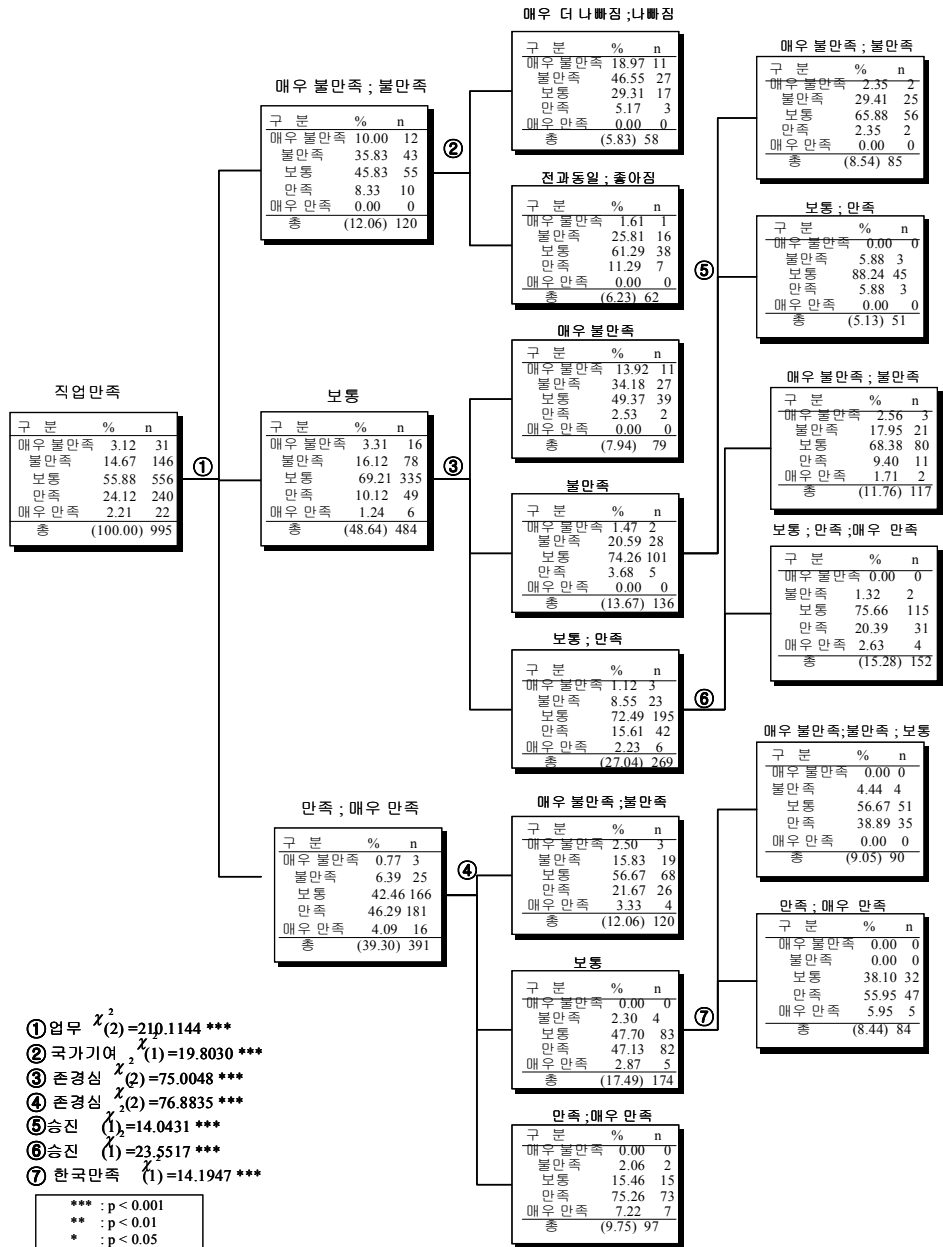 직업만족
구 분 % n
매우 불만족 3.12 31
불만족 14.67 146
보통 55.88 556
만족 24.12 240
매우 만족 2.21 22
총 (100.00) 995
①
매우 불만족 ; 불만족
구 분 % n
매우 불만족 10.00 12
불만족 35.83 43
보통 45.83 55
만족 8.33 10
매우 만족 0.00 0
총 (12.06) 120
②
보통
구 분 % n
매우 불만족 3.31 16
불만족 16.12 78
보통 69.21 335
만족 10.12 49
매우 만족 1.24 6
총 (48.64) 484
③
만족 ; 매우 만족
구 분 % n
매우 불만족 0.77 3
불만족 6.39 25
보통 42.46 166
만족 46.29 181
매우 만족 4.09 16
총 (39.30) 391
④
매우 더 나빠짐 ;나빠짐
구 분 % n
매우 불만족 18.97 11
불만족 46.55 27
보통 29.31 17
만족 5.17 3
매우 만족 0.00 0
총 (5.83) 58
전과동일 ; 좋아짐
구 분 % n
매우 불만족 1.61 1
불만족 25.81 16
보통 61.29 38
만족 11.29 7
매우 만족 0.00 0
총 (6.23) 62
매우 불만족
구 분 % n
매우 불만족 13.92 11
불만족 34.18 27
보통 49.37 39
만족 2.53 2
매우 만족 0.00 0
총 (7.94) 79
불만족
구 분 % n
매우 불만족 1.47 2
불만족 20.59 28
보통 74.26 101
만족 3.68 5
매우 만족 0.00 0
총 (13.67) 136
⑤
보통 ; 만족
구 분 % n
매우 불만족 1.12 3
불만족 8.55 23
보통 72.49 195
만족 15.61 42
매우 만족 2.23 6
총 (27.04) 269
⑥
매우 불만족 ;불만족
구 분 % n
매우 불만족 2.50 3
불만족 15.83 19
보통 56.67 68
만족 21.67 26
매우 만족 3.33 4
총 (12.06) 120
보통
구 분 % n
매우 불만족 0.00 0
불만족 2.30 4
보통 47.70 83
만족 47.13 82
매우 만족 2.87 5
총 (17.49) 174
⑦
만족 ;매우 만족
구 분 % n
매우 불만족 0.00 0
불만족 2.06 2
보통 15.46 15
만족 75.26 73
매우 만족 7.22 7
총 (9.75) 97
매우 불만족 ; 불만족
구 분 % n
매우 불만족 2.35 2
불만족 29.41 25
보통 65.88 56
만족 2.35 2
매우 만족 0.00 0
총 (8.54) 85
보통 ; 만족
구 분 % n
매우 불만족 0.00 0
불만족 5.88 3
보통 88.24 45
만족 5.88 3
매우 만족 0.00 0
총 (5.13) 51
매우 불만족 ; 불만족
구 분 % n
매우 불만족 2.56 3
불만족 17.95 21
보통 68.38 80
만족 9.40 11
매우 만족 1.71 2
총 (11.76) 117
보통 ; 만족 ;매우 만족
구 분 % n
매우 불만족 0.00 0
불만족 1.32 2
보통 75.66 115
만족 20.39 31
매우 만족 2.63 4
총 (15.28) 152
매우 불만족;불만족 ; 보통
구 분 % n
매우 불만족 0.00 0
불만족 4.44 4
보통 56.67 51
만족 38.89 35
매우 만족 0.00 0
총 (9.05) 90
만족 ; 매우 만족
구 분 % n
매우 불만족 0.00 0
불만족 0.00 0
보통 38.10 32
만족 55.95 47
매우 만족 5.95 5
총 (8.44) 84
① 업무 χ²(2) =210.1144 ***
② 국가기여 χ²(1) =19.8030 ***
③ 존경심 χ²(2) =75.0048 ***
④ 존경심 χ²(2) =76.8835 ***
⑤승진 χ²(1) =14.0431 ***
⑥승진 χ²(1) =23.5517 ***
⑦ 한국만족 χ²(1) =14.1947 ***
*** : p < 0.001
** : p < 0.01
* : p < 0.05